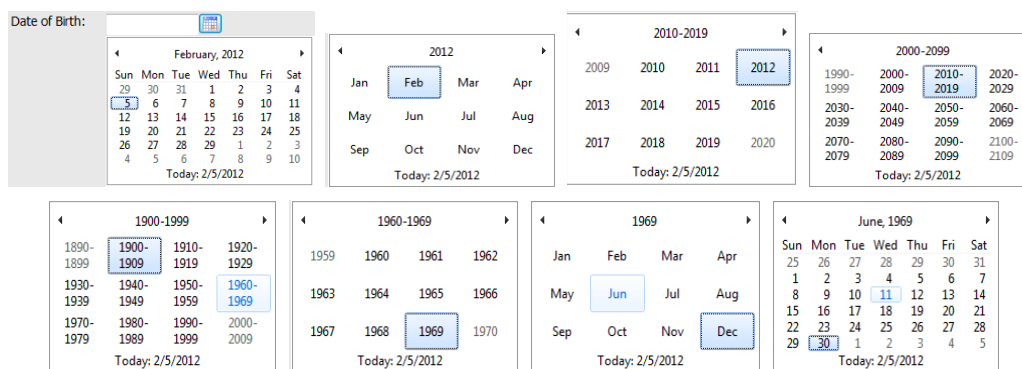 Date of Birth:
February, 2012
Sun Mon Tue Wed Thu Fri Sat
29 30 31 1 2 3 4
5 6 7 8 9 10 11
12 13 14 15 16 17 18
19 20 21 22 23 24 25
26 27 28 29 1 2 3
4 5 6 7 8 9 10
Today: 2/5/2012
2012
Jan Feb Mar Apr
May Jun Jul Aug
Sep Oct Nov Dec
Today: 2/5/2012
2010-2019
2009 2010 2011 2012
2013 2014 2015 2016
2017 2018 2019 2020
Today: 2/5/2012
2000-2099
1990- 2000- 2010- 2020-
1999 2009 2019 2029
2030- 2040- 2050- 2060-
2039 2049 2059 2069
2070- 2080- 2090- 2100-
2079 2089 2099 2109
Today: 2/5/2012
1900-1999
1890- 1900- 1910- 1920-
1899 1909 1919 1929
1930- 1940- 1950- 1960-
1939 1949 1959 1969
1970- 1980- 1990- 2000-
1979 1989 1999 2009
Today: 2/5/2012
1960-1969
1959 1960 1961 1962
1963 1964 1965 1966
1967 1968 1969 1970
Today: 2/5/2012
1969
Jan Feb Mar Apr
May Jun Jul Aug
Sep Oct Nov Dec
Today: 2/5/2012
June, 1969
Sun Mon Tue Wed Thu Fri Sat
25 26 27 28 29 30 31
1 2 3 4 5 6 7
8 9 10 11 12 13 14
15 16 17 18 19 20 21
22 23 24 25 26 27 28
29 30 1 2 3 4 5
Today: 2/5/2012